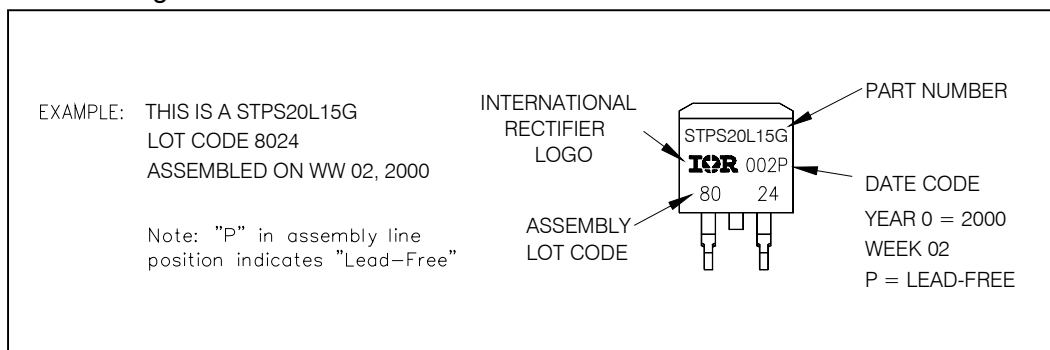 EXAMPLE: THIS IS A STPS20L15G
LOT CODE 8024
ASSEMBLED ON WW 02, 2000
Note: "P" in assembly line
position indicates "Lead-Free"
INTERNATIONAL
RECTIFIER
LOGO
ASSEMBLY
LOT CODE
STPS20L15G
IOR 002P
80 24
PART NUMBER
DATE CODE
YEAR 0 = 2000
WEEK 02
P = LEAD-FREE